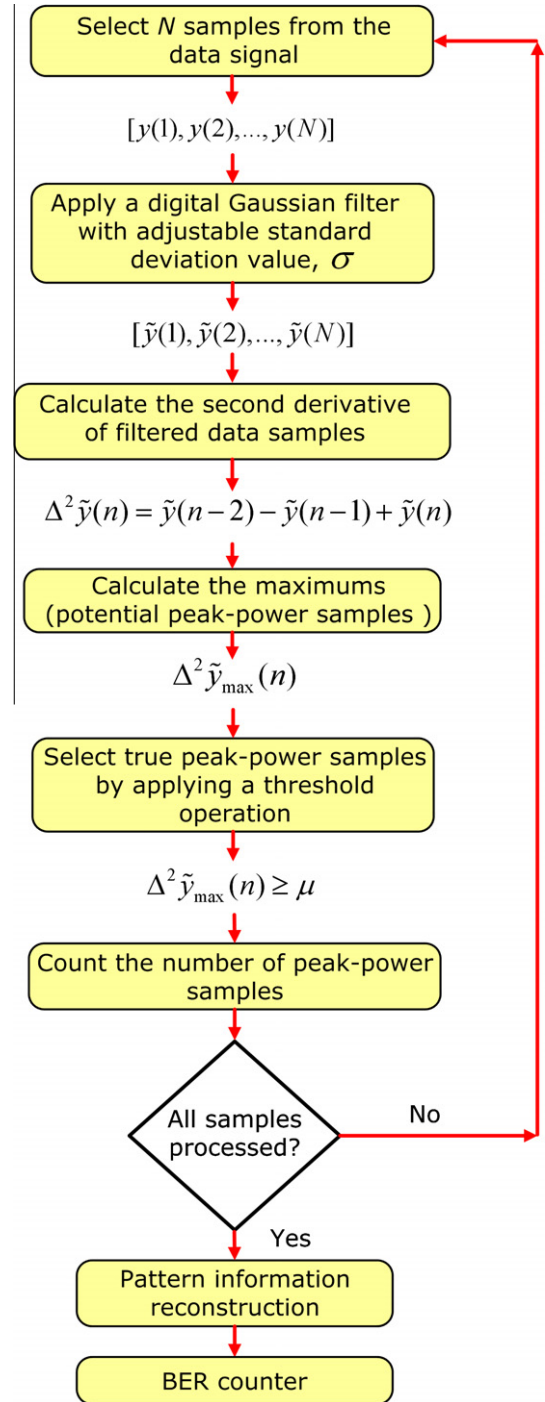 Select N samples from the
data signal
[y(1), y(2),..., y(N)]
Apply a digital Gaussian filter
with adjustable standard
deviation value, σ
[ỹ(1), ỹ(2),..., ỹ(N)]
Calculate the second derivative
of filtered data samples
Δ²ỹ(n) = ỹ(n−2) − ỹ(n−1) + ỹ(n)
Calculate the maximums
(potential peak-power samples )
Δ²ỹmax(n)
Select true peak-power samples
by applying a threshold
operation
Δ²ỹmax(n) ≥ μ
Count the number of peak-power
samples
All samples
processed?
No
Yes
Pattern information
reconstruction
BER counter